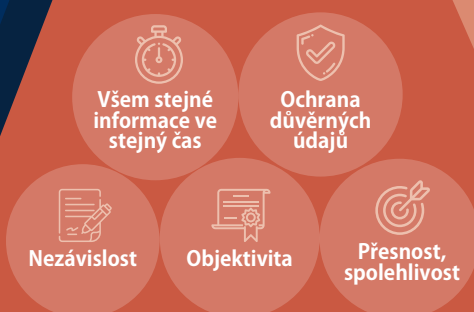 Všem stejné
informace ve
stejný čas
Ochrana
důvěrných
údajů
Nezávislost
Objektivita
Přesnost,
spolehlivost